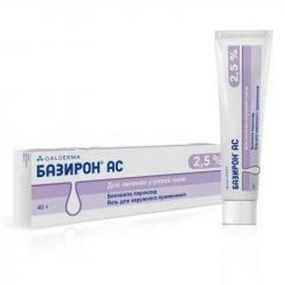 GALDERMA
БАЗИРОН® АС
2,5 %
Для лечения угревой сыпи
Бензоила пероксид
Гель для наружного применения
40 г
БАЗИРОН® АС
2,5 %